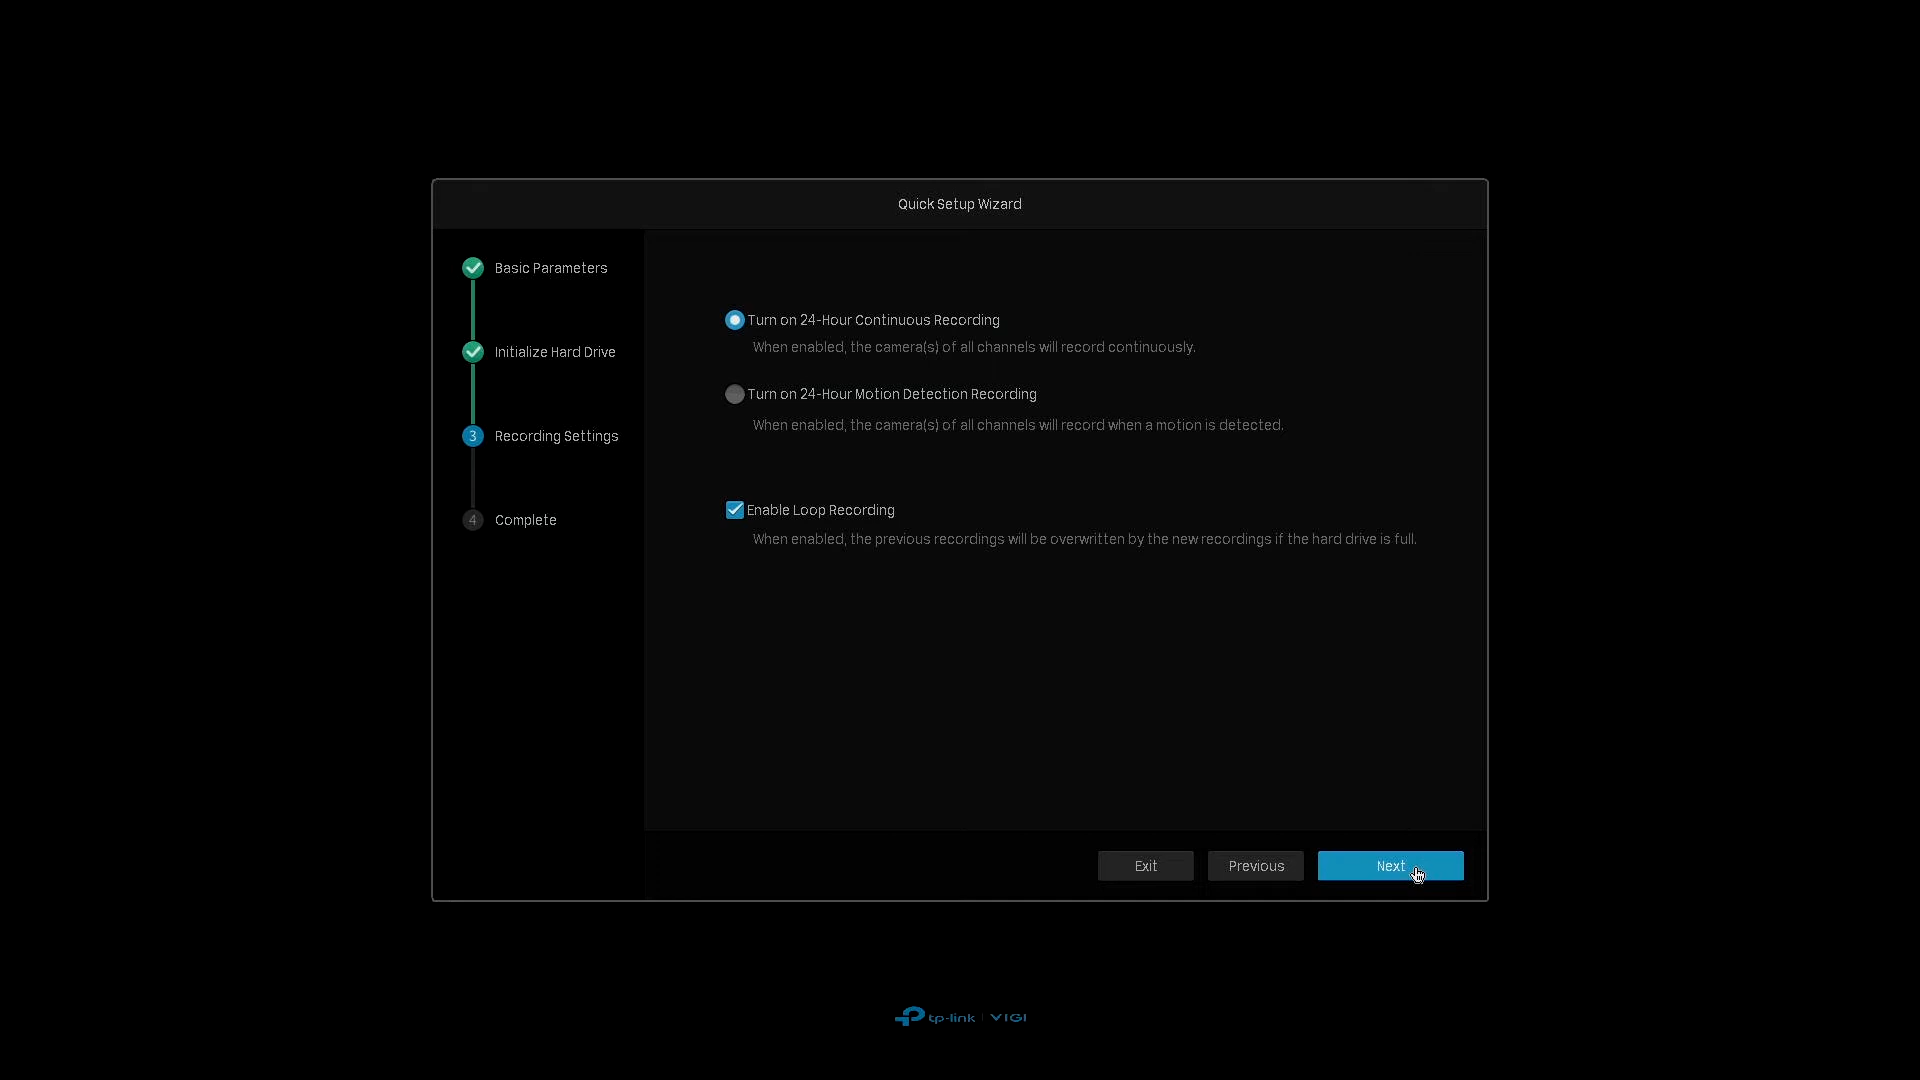 Quick Setup Wizard
Basic Parameters
Initialize Hard Drive
3 Recording Settings
4 Complete
Turn on 24-Hour Continuous Recording
When enabled, the camera(s) of all channels will record continuously.
Turn on 24-Hour Motion Detection Recording
When enabled, the camera(s) of all channels will record when a motion is detected.
Enable Loop Recording
When enabled, the previous recordings will be overwritten by the new recordings if the hard drive is full.
Exit Previous Next
tp-link | VIGI